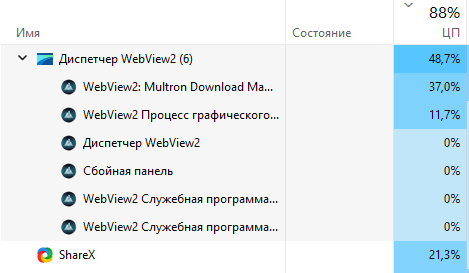 88%
Имя Состояние ЦП
Диспетчер WebView2 (6) 48,7%
WebView2: Multron Download Ma... 37,0%
WebView2 Процесс графического... 11,7%
Диспетчер WebView2 0%
Сбойная панель 0%
WebView2 Служебная программа... 0%
WebView2 Служебная программа... 0%
ShareX 21,3%